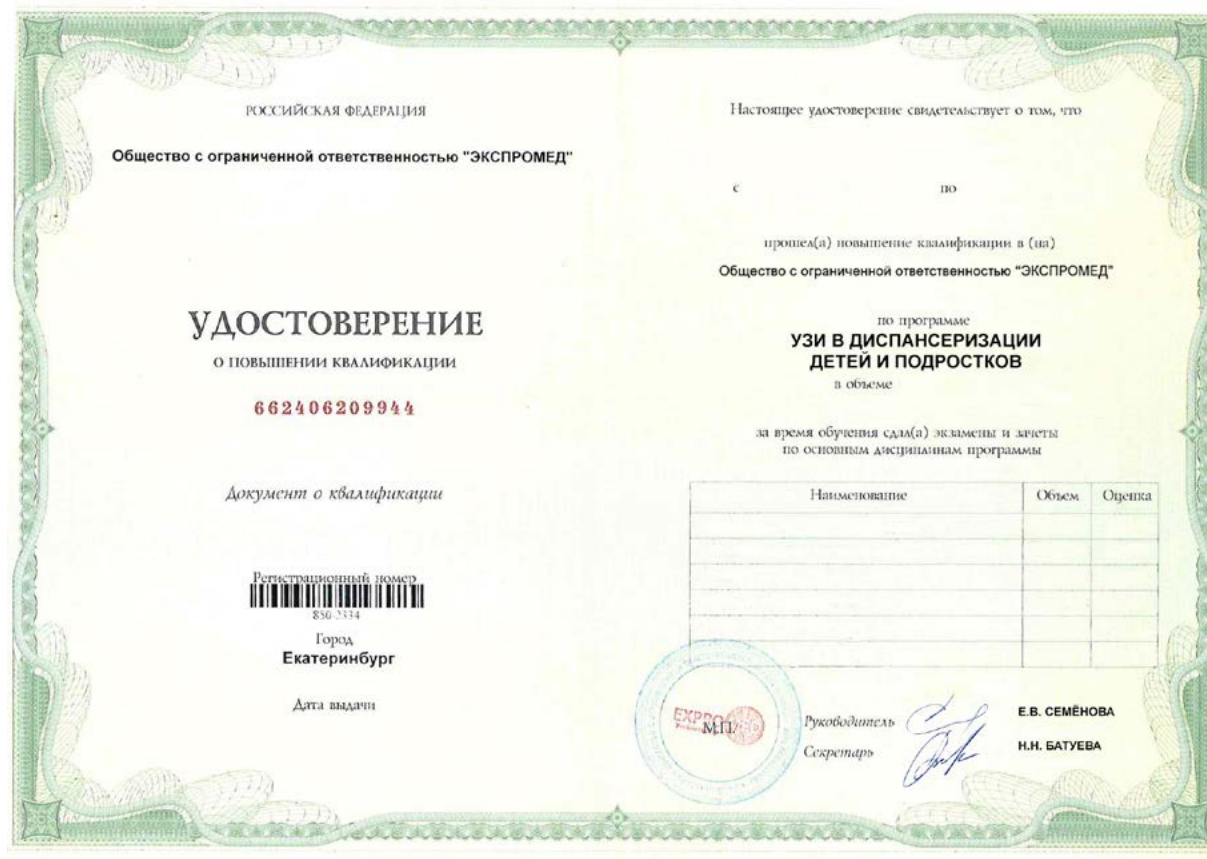 РОССИЙСКАЯ ФЕДЕРАЦИЯ
Общество с ограниченной ответственностью "ЭКСПРОМЕД"
УДОСТОВЕРЕНИЕ
О ПОВЫШЕНИИ КВАЛИФИКАЦИИ
662406209944
Документ о квалификации
Регистрационный номер
850-2334
Город
Екатеринбург
Дата выдачи
Настоящее удостоверение свидетельствует о том, что
с по
прошел(а) повышение квалификации в (на)
Общество с ограниченной ответственностью "ЭКСПРОМЕД"
по программе
УЗИ В ДИСПАНСЕРИЗАЦИИ
ДЕТЕЙ И ПОДРОСТКОВ
в объеме
за время обучения сдал(а) экзамены и зачеты
по основным дисциплинам программы
Наименование Объем Оценка
М.П.
Руководитель Е.В. СЕМЁНОВА
Секретарь Н.Н. БАТУЕВА